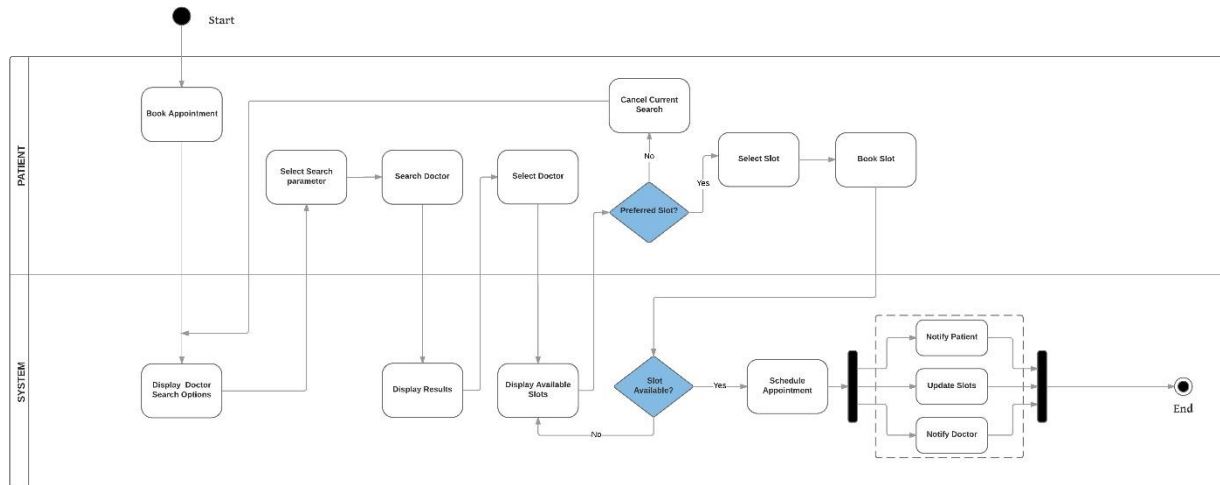 Start
PATIENT
Book Appointment
Cancel Current
Search
No
Select Search
parameter
Search Doctor
Select Doctor
Preferred Slot?
Yes
Select Slot
Book Slot
SYSTEM
Display Doctor
Search Options
Display Results
Display Available
Slots
Slot
Available?
Yes
No
Schedule
Appointment
Notify Patient
Update Slots
Notify Doctor
End